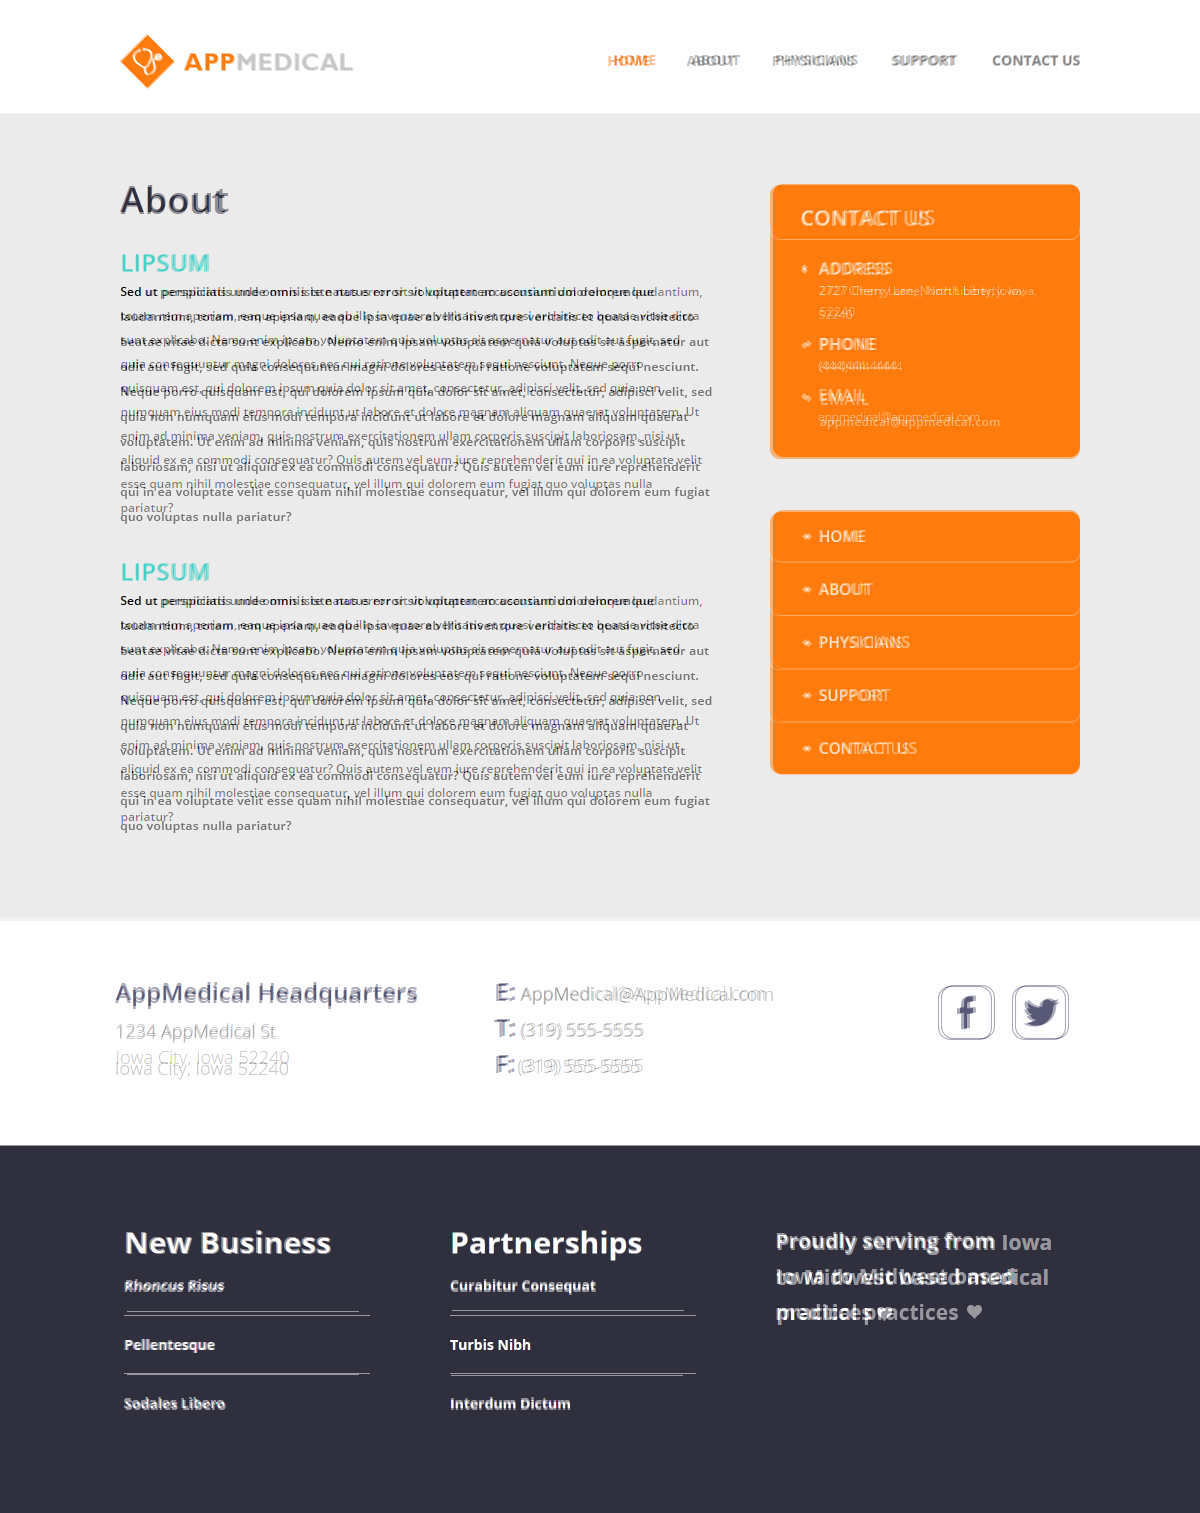 APPMEDICAL
HOME ABOUT PHYSICIANS SUPPORT CONTACT US
About
LIPSUM
Sed ut perspiciatis unde omnis iste natus error sit voluptatem accusantium doloremque
laudantium, totam rem aperiam, eaque ipsa quae ab illo inventore veritatis et quasi architecto
beatae vitae dicta sunt explicabo. Nemo enim ipsam voluptatem quia voluptas sit aspernatur aut
odit aut fugit, sed quia consequuntur magni dolores eos qui ratione voluptatem sequi nesciunt.
Neque porro quisquam est, qui dolorem ipsum quia dolor sit amet, consectetur, adipisci velit, sed
quia non numquam eius modi tempora incidunt ut labore et dolore magnam aliquam quaerat
voluptatem. Ut enim ad minima veniam, quis nostrum exercitationem ullam corporis suscipit
laboriosam, nisi ut aliquid ex ea commodi consequatur? Quis autem vel eum iure reprehenderit
qui in ea voluptate velit esse quam nihil molestiae consequatur, vel illum qui dolorem eum fugiat
quo voluptas nulla pariatur?
LIPSUM
Sed ut perspiciatis unde omnis iste natus error sit voluptatem accusantium doloremque
laudantium, totam rem aperiam, eaque ipsa quae ab illo inventore veritatis et quasi architecto
beatae vitae dicta sunt explicabo. Nemo enim ipsam voluptatem quia voluptas sit aspernatur aut
odit aut fugit, sed quia consequuntur magni dolores eos qui ratione voluptatem sequi nesciunt.
Neque porro quisquam est, qui dolorem ipsum quia dolor sit amet, consectetur, adipisci velit, sed
quia non numquam eius modi tempora incidunt ut labore et dolore magnam aliquam quaerat
voluptatem. Ut enim ad minima veniam, quis nostrum exercitationem ullam corporis suscipit
laboriosam, nisi ut aliquid ex ea commodi consequatur? Quis autem vel eum iure reprehenderit
qui in ea voluptate velit esse quam nihil molestiae consequatur, vel illum qui dolorem eum fugiat
quo voluptas nulla pariatur?
CONTACT US
ADDRESS
2727 Cherry Lane, North Liberty, Iowa,
52240
PHONE
(444)444-4444
EMAIL
appmedical@appmedical.com
HOME
ABOUT
PHYSICIANS
SUPPORT
CONTACT US
AppMedical Headquarters
1234 AppMedical St
Iowa City, Iowa 52240
E: AppMedical@AppMedical.com
T: (319) 555-5555
F: (319) 555-5555
New Business
Rhoncus Risus
Pellentesque
Sodales Libero
Partnerships
Curabitur Consequat
Turbis Nibh
Interdum Dictum
Proudly serving from Iowa
to Midwest based medical
practices ♥